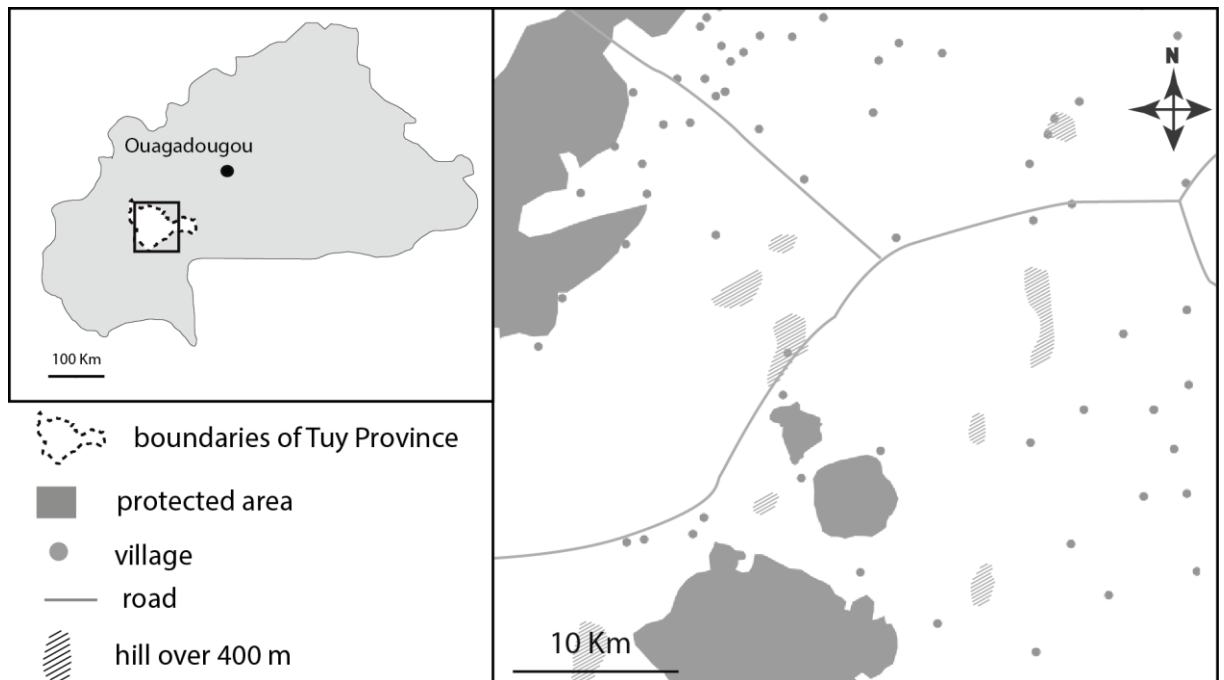 Ouagadougou
100 Km
boundaries of Tuy Province
protected area
village
road
hill over 400 m
N
10 Km